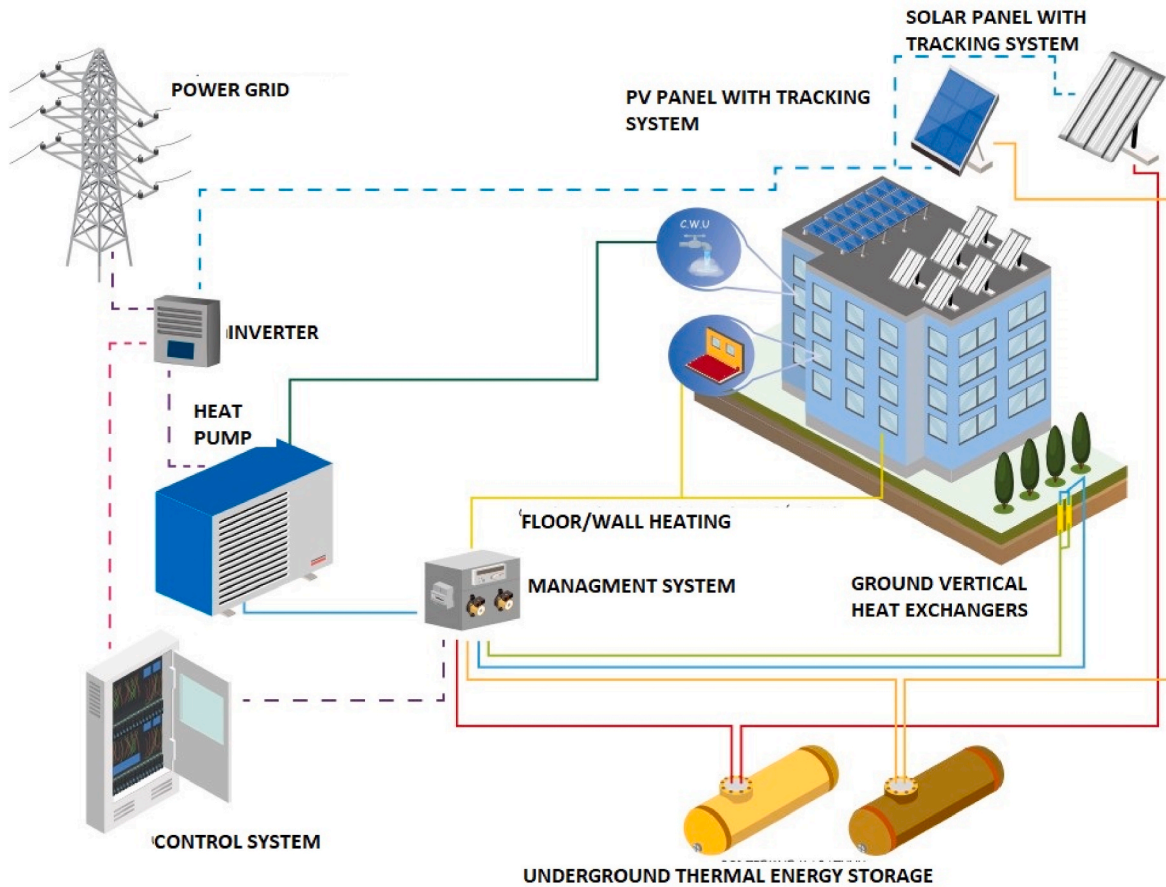 SOLAR PANEL WITH
TRACKING SYSTEM
POWER GRID
PV PANEL WITH TRACKING
SYSTEM
C.W.U
INVERTER
HEAT
PUMP
FLOOR/WALL HEATING
MANAGMENT SYSTEM
GROUND VERTICAL
HEAT EXCHANGERS
CONTROL SYSTEM
UNDERGROUND THERMAL ENERGY STORAGE